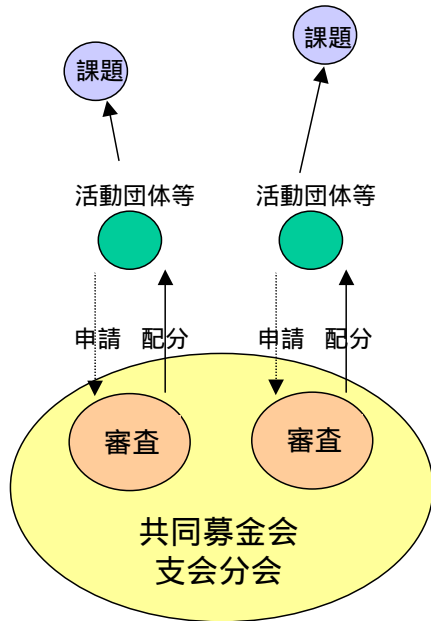 課題
課題
活動団体等
活動団体等
申請 配分
申請 配分
審査
審査
共同募金会
支会分会